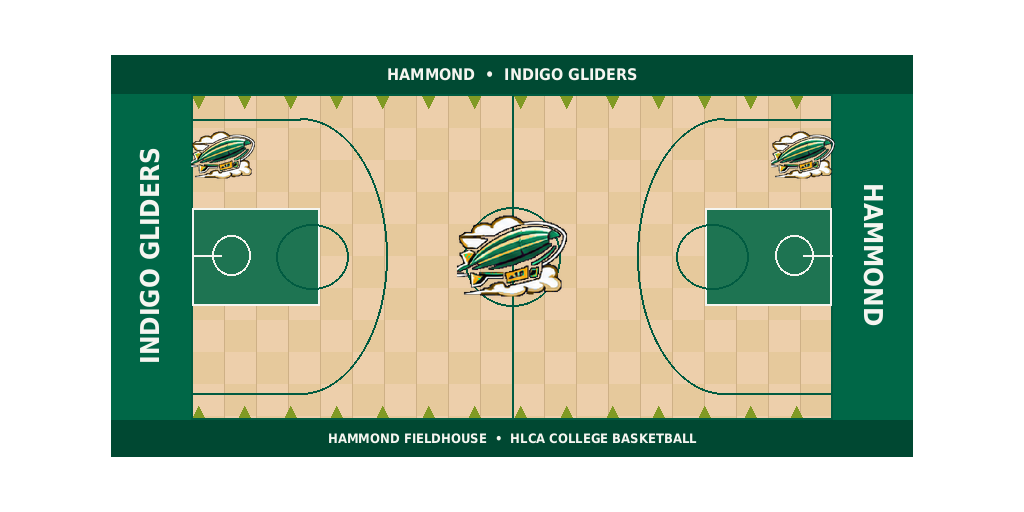 HAMMOND • INDIGO GLIDERS
INDIGO GLIDERS
HAMMOND
HAMMOND FIELDHOUSE • HLCA COLLEGE BASKETBALL